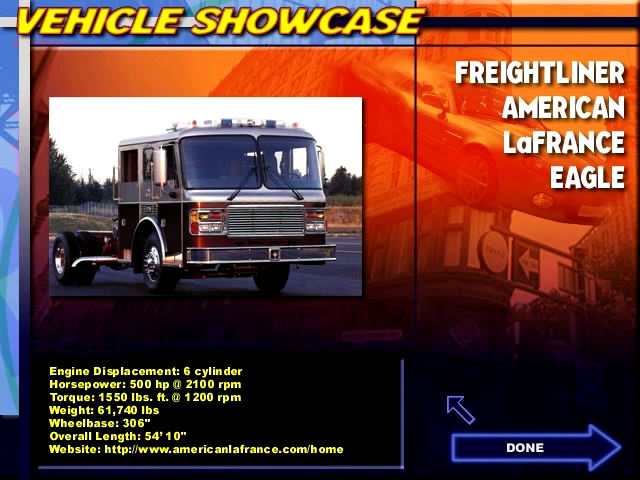 VEHICLE SHOWCASE
FREIGHTLINER
AMERICAN
LaFRANCE
EAGLE
Engine Displacement: 6 cylinder
Horsepower: 500 hp @ 2100 rpm
Torque: 1550 lbs. ft. @ 1200 rpm
Weight: 61,740 lbs
Wheelbase: 306"
Overall Length: 54' 10"
Website: http://www.americanlafrance.com/home
DONE